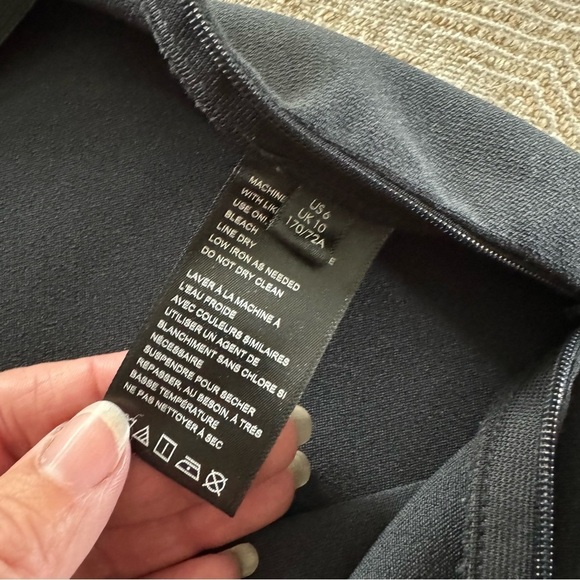 US 6
UK 10
170/72A
MACHINE
WITH LIKE
USE ON
BLEACH
LINE DRY
LOW IRON AS NEEDED
DO NOT DRY CLEAN
LAVER À LA MACHINE À
L'EAU FROIDE
AVEC COULEURS SIMILAIRES
UTILISER UN AGENT DE
BLANCHIMENT SANS CHLORE SI
NÉCESSAIRE
SUSPENDRE POUR SÉCHER
REPASSER, AU BESOIN, À TRÈS
BASSE TEMPÉRATURE
NE PAS NETTOYER À SEC